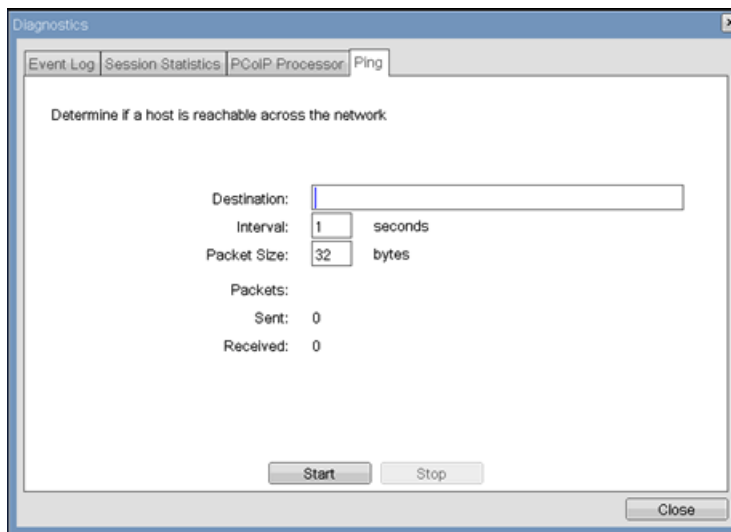 Diagnostics
Event Log Session Statistics PCoIP Processor Ping
Determine if a host is reachable across the network
Destination:
Interval: 1 seconds
Packet Size: 32 bytes
Packets:
Sent: 0
Received: 0
Start Stop
Close